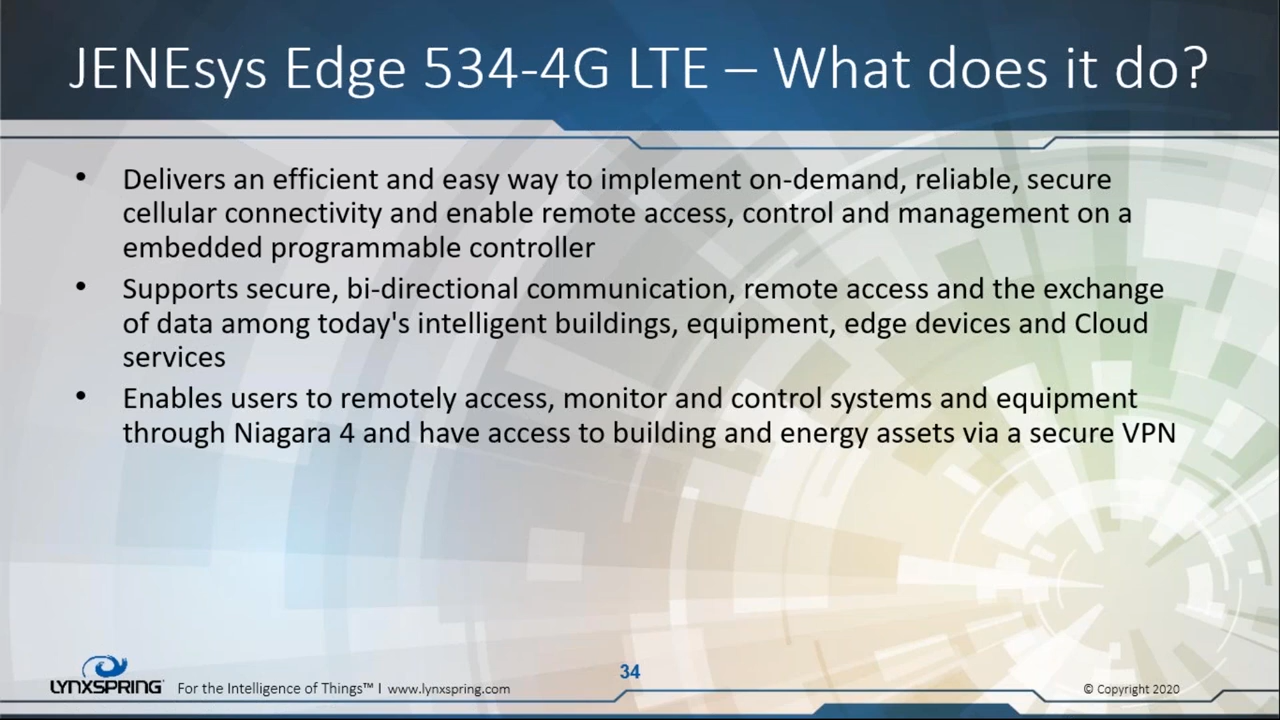 JENEsys Edge 534-4G LTE – What does it do?
• Delivers an efficient and easy way to implement on-demand, reliable, secure
cellular connectivity and enable remote access, control and management on a
embedded programmable controller
• Supports secure, bi-directional communication, remote access and the exchange
of data among today's intelligent buildings, equipment, edge devices and Cloud
services
• Enables users to remotely access, monitor and control systems and equipment
through Niagara 4 and have access to building and energy assets via a secure VPN
LYNXSPRING For the Intelligence of Things™ | www.lynxspring.com
34
© Copyright 2020